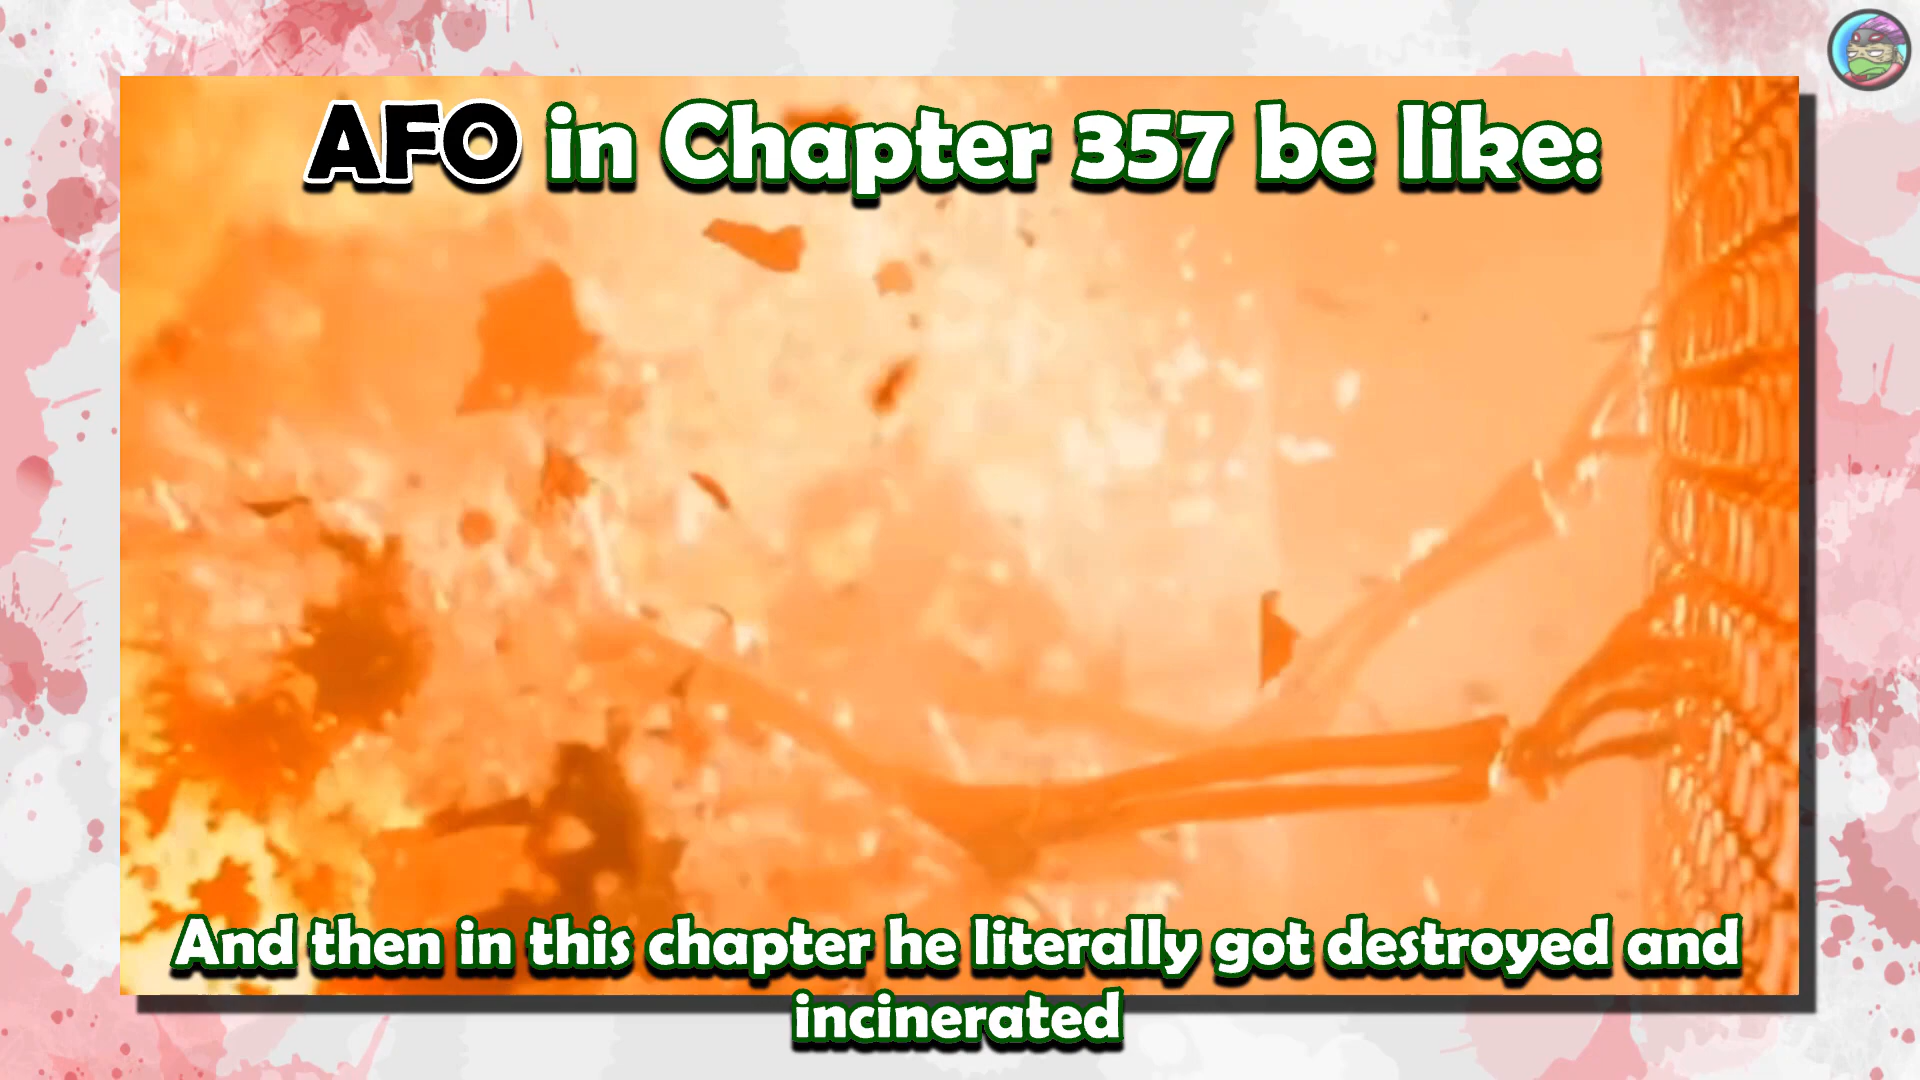 AFO in Chapter 357 be like:
And then in this chapter he literally got destroyed and
incinerated